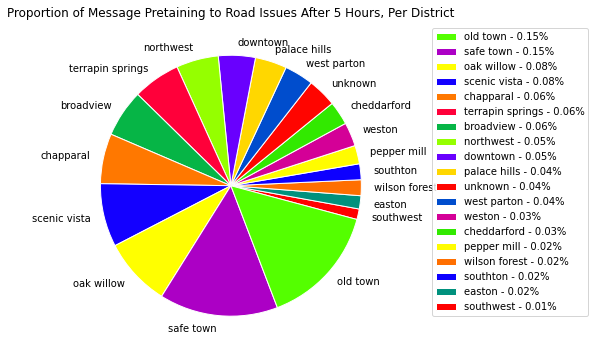 Proportion of Message Pretaining to Road Issues After 5 Hours, Per District
downtown
palace hills
west parton
unknown
cheddarford
weston
pepper mill
southton
wilson fores
easton
southwest
old town
safe town
oak willow
scenic vista
chapparal
broadview
terrapin springs
northwest
old town - 0.15%
safe town - 0.15%
oak willow - 0.08%
scenic vista - 0.08%
chapparal - 0.06%
terrapin springs - 0.06%
broadview - 0.06%
northwest - 0.05%
downtown - 0.05%
palace hills - 0.04%
unknown - 0.04%
west parton - 0.04%
weston - 0.03%
cheddarford - 0.03%
pepper mill - 0.02%
wilson forest - 0.02%
southton - 0.02%
easton - 0.02%
southwest - 0.01%